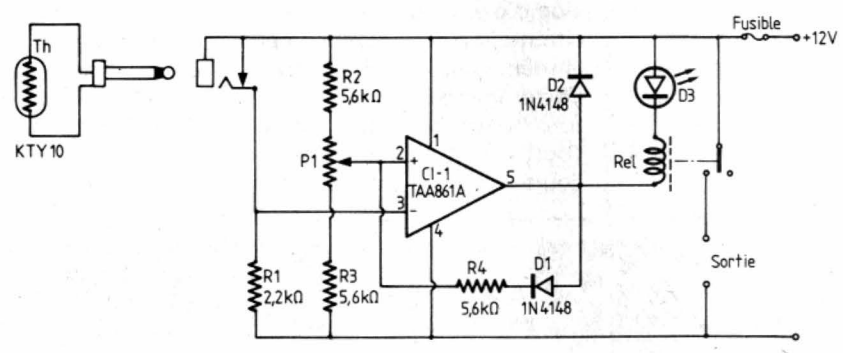 Fusible
+12V
Th
KTY10
R2
5,6kΩ
D2
1N4148
D3
P1
1
2
+
CI-1
TAA861A
5
3
-
4
Rel
R1
2,2kΩ
R3
5,6kΩ
R4
5,6kΩ
D1
1N4148
Sortie